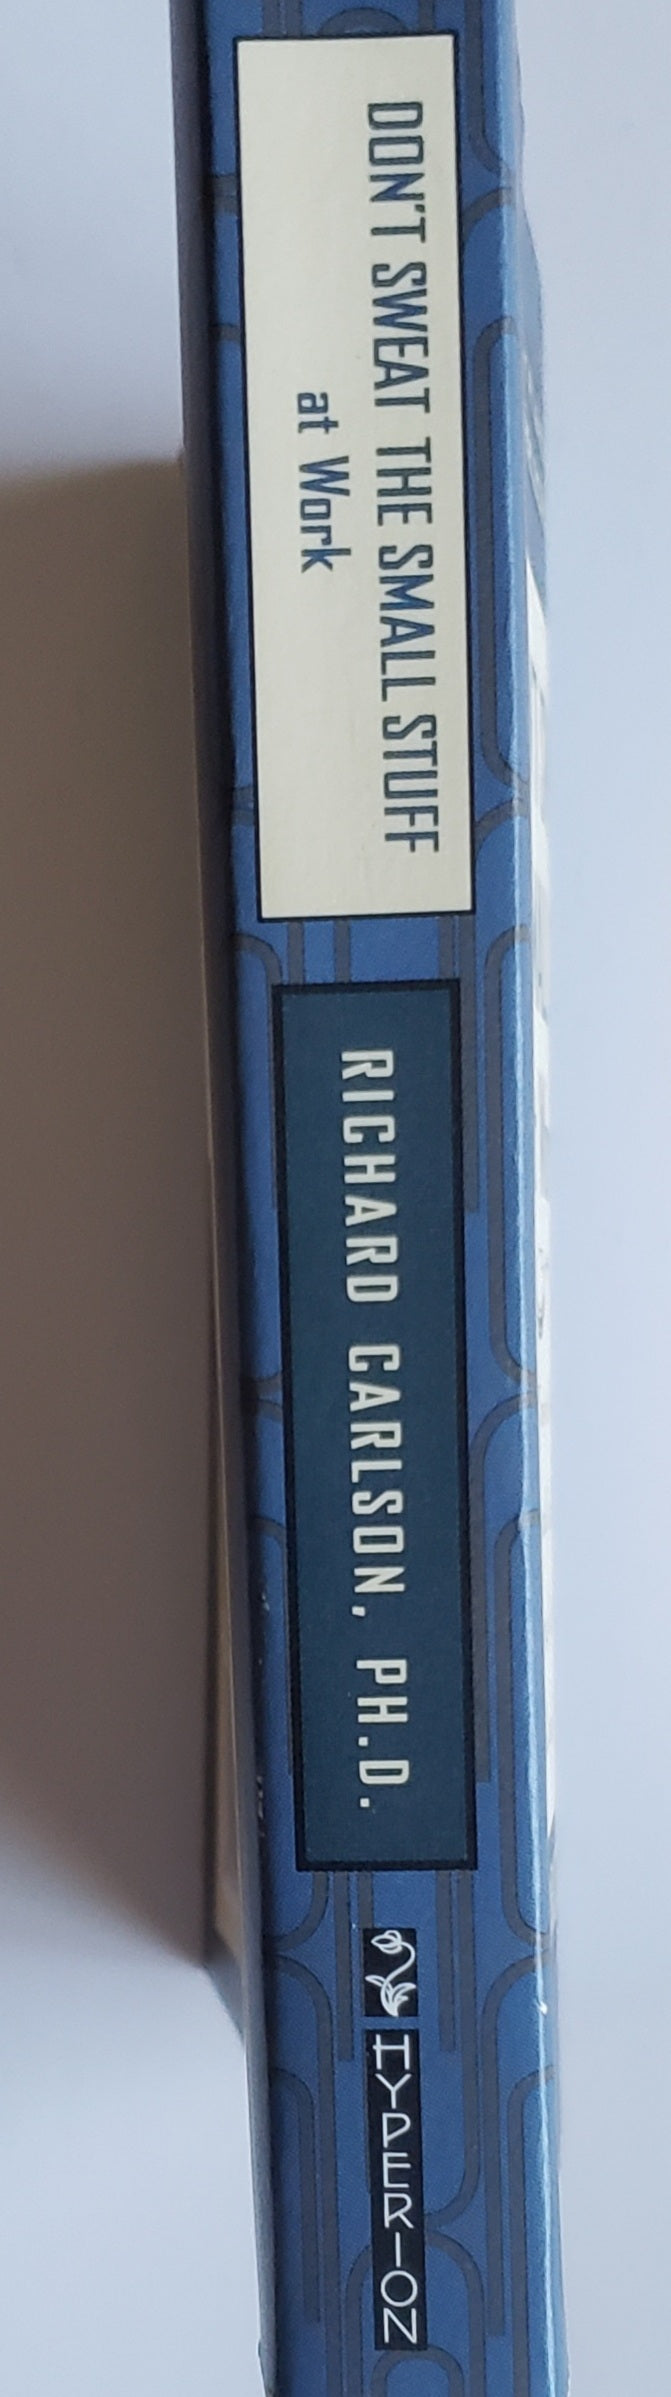 DON'T SWEAT THE SMALL STUFF
at Work
RICHARD CARLSON, PH.D.
HYPERION